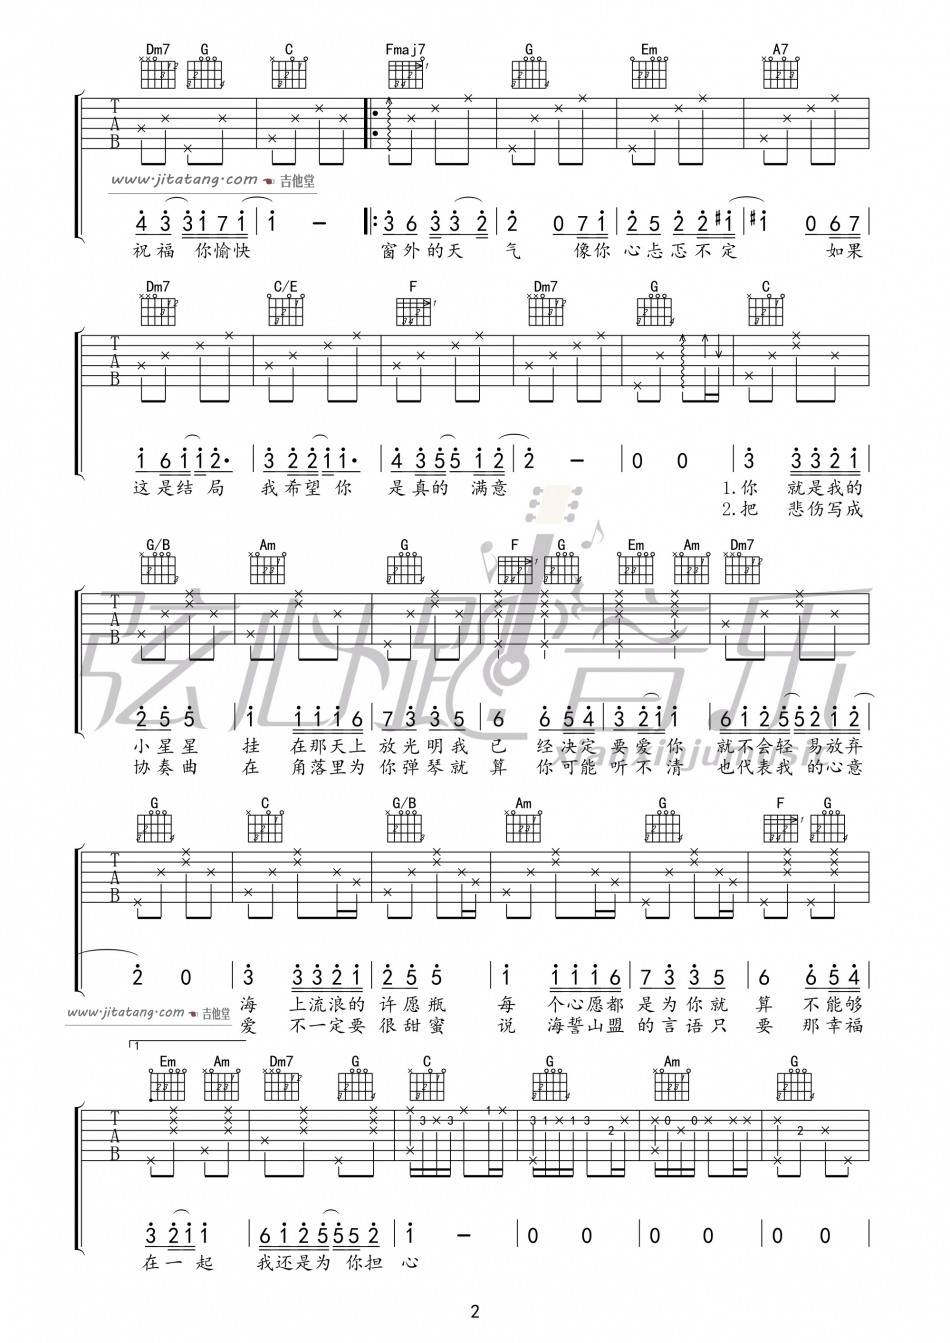 Dm7 G C Fmaj7 G Em A7
www.jitatang.com 吉他堂
4 3 3 1 7 1 1 - 3 6 3 3 2 2 0 7 1 2 5 2 2 #1 #1 0 6 7
祝福 你愉快 窗外的天 气 像你 心忐忑不定 如果
Dm7 C/E F Dm7 G C
1 6 1 1 2· 3 2 2 1 1· 4 3 5 5 1 2 2 - 0 0 3 3 3 2 1
这是结局 我希望你 是真的 满意 1.你 就是我的
2.把 悲伤写成
G/B Am G F G Em Am Dm7
弦心距音乐
xianxinjumusic
2 5 5 1 1 1 1 6 7 3 3 5 6 6 5 4 3 2 1 1 6 1 2 5 5 2 1 2
小星星 挂 在那天上 放光明我 已 经决定要爱你 就不会轻 易放弃
协奏曲 在 角落里为 你弹琴就 算 你可能听不清 也代表我 的心意
G C G/B Am G F G
2 0 3 3 3 2 1 2 5 5 1 1 1 1 6 7 3 3 5 6 6 5 4
海 上流浪的 许愿瓶 每 个心愿都 是为你就 算 不能够
www.jitatang.com 吉他堂
爱 不一定要 很甜蜜 说 海誓山盟 的言语只 要 那幸福
1
Em Am Dm7 G C G Am G
3 2 1 1 6 1 2 5 5 5 5 2 1 - 0 0 0 0 0 0
在一起 我还是为 你担 心
2